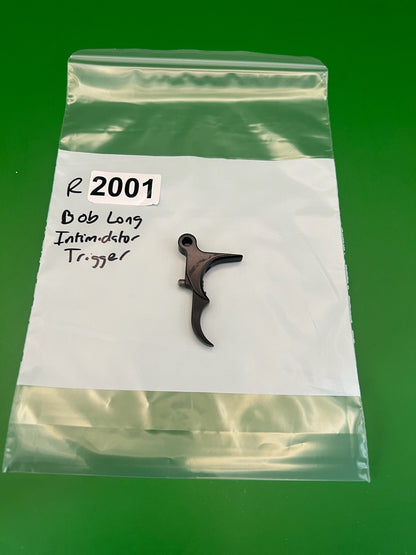 R 2001
Bob Long
Intimidator
Trigger